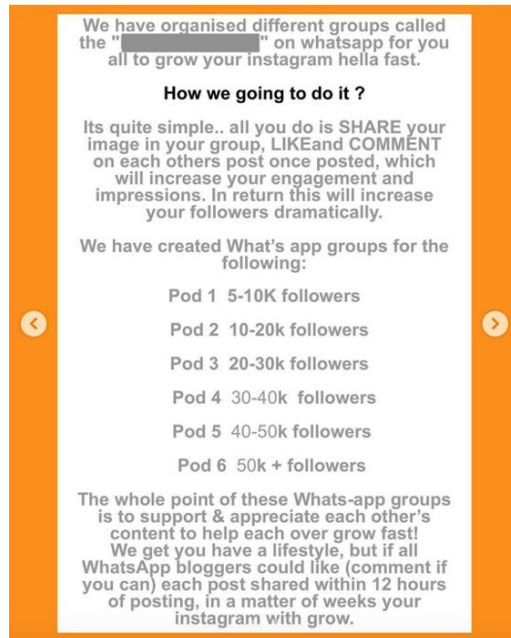 We have organised different groups called
the "" on whatsapp for you
all to grow your instagram hella fast.
How we going to do it ?
Its quite simple.. all you do is SHARE your
image in your group, LIKEand COMMENT
on each others post once posted, which
will increase your engagement and
impressions. In return this will increase
your followers dramatically.
We have created What's app groups for the
following:
Pod 1 5-10K followers
Pod 2 10-20k followers
Pod 3 20-30k followers
Pod 4 30-40k followers
Pod 5 40-50k followers
Pod 6 50k + followers
The whole point of these Whats-app groups
is to support & appreciate each other's
content to help each over grow fast!
We get you have a lifestyle, but if all
WhatsApp bloggers could like (comment if
you can) each post shared within 12 hours
of posting, in a matter of weeks your
instagram with grow.